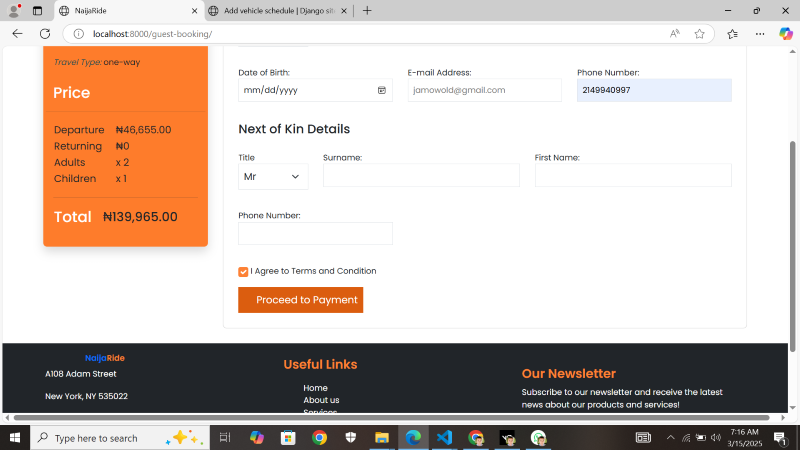 NaijaRide
Add vehicle schedule | Django sit
localhost:8000/guest-booking/
Travel Type: one-way
Price
Departure ₦46,655.00
Returning ₦0
Adults x 2
Children x 1
Total ₦139,965.00
Date of Birth:
E-mail Address:
Phone Number:
mm/dd/yyyy
jamowold@gmail.com
2149940997
Next of Kin Details
Title
Surname:
First Name:
Mr
Phone Number:
I Agree to Terms and Condition
Proceed to Payment
NaijaRide
A108 Adam Street
New York, NY 535022
Useful Links
Home
About us
Services
Our Newsletter
Subscribe to our newsletter and receive the latest
news about our products and services!
Type here to search
7:16 AM
3/15/2025